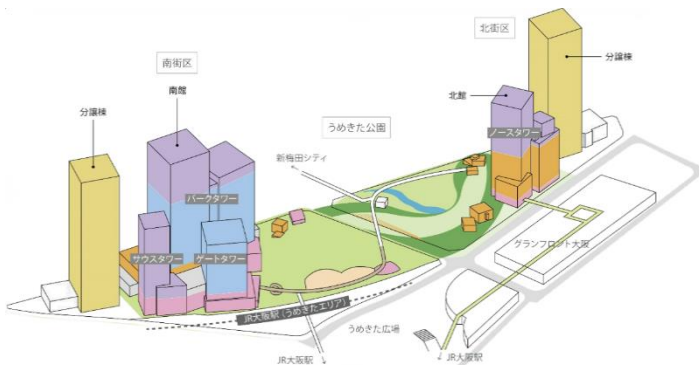 北街区
分譲棟
南街区
南館
北館
分譲棟
うめきた公園
ノースタワー
新梅田シティ
パークタワー
グランフロント大阪
サウスタワー
ゲートタワー
JR大阪駅（うめきたエリア）
うめきた広場
JR大阪駅
JR大阪駅